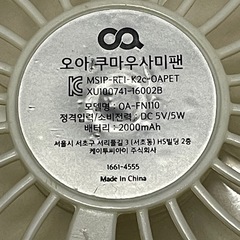 오아 쿠마우사미팬
MSIP-REI-K2c-OAPET
XU100741-16002B
모델명 : OA-FN110
정격입력/소비전력 : DC 5V/5W
배터리 : 2000mAh
서울시 서초구 서리풀길 3 (서초동) HS빌딩 2층
케이투피아이 주식회사
1661-4555
Made in China